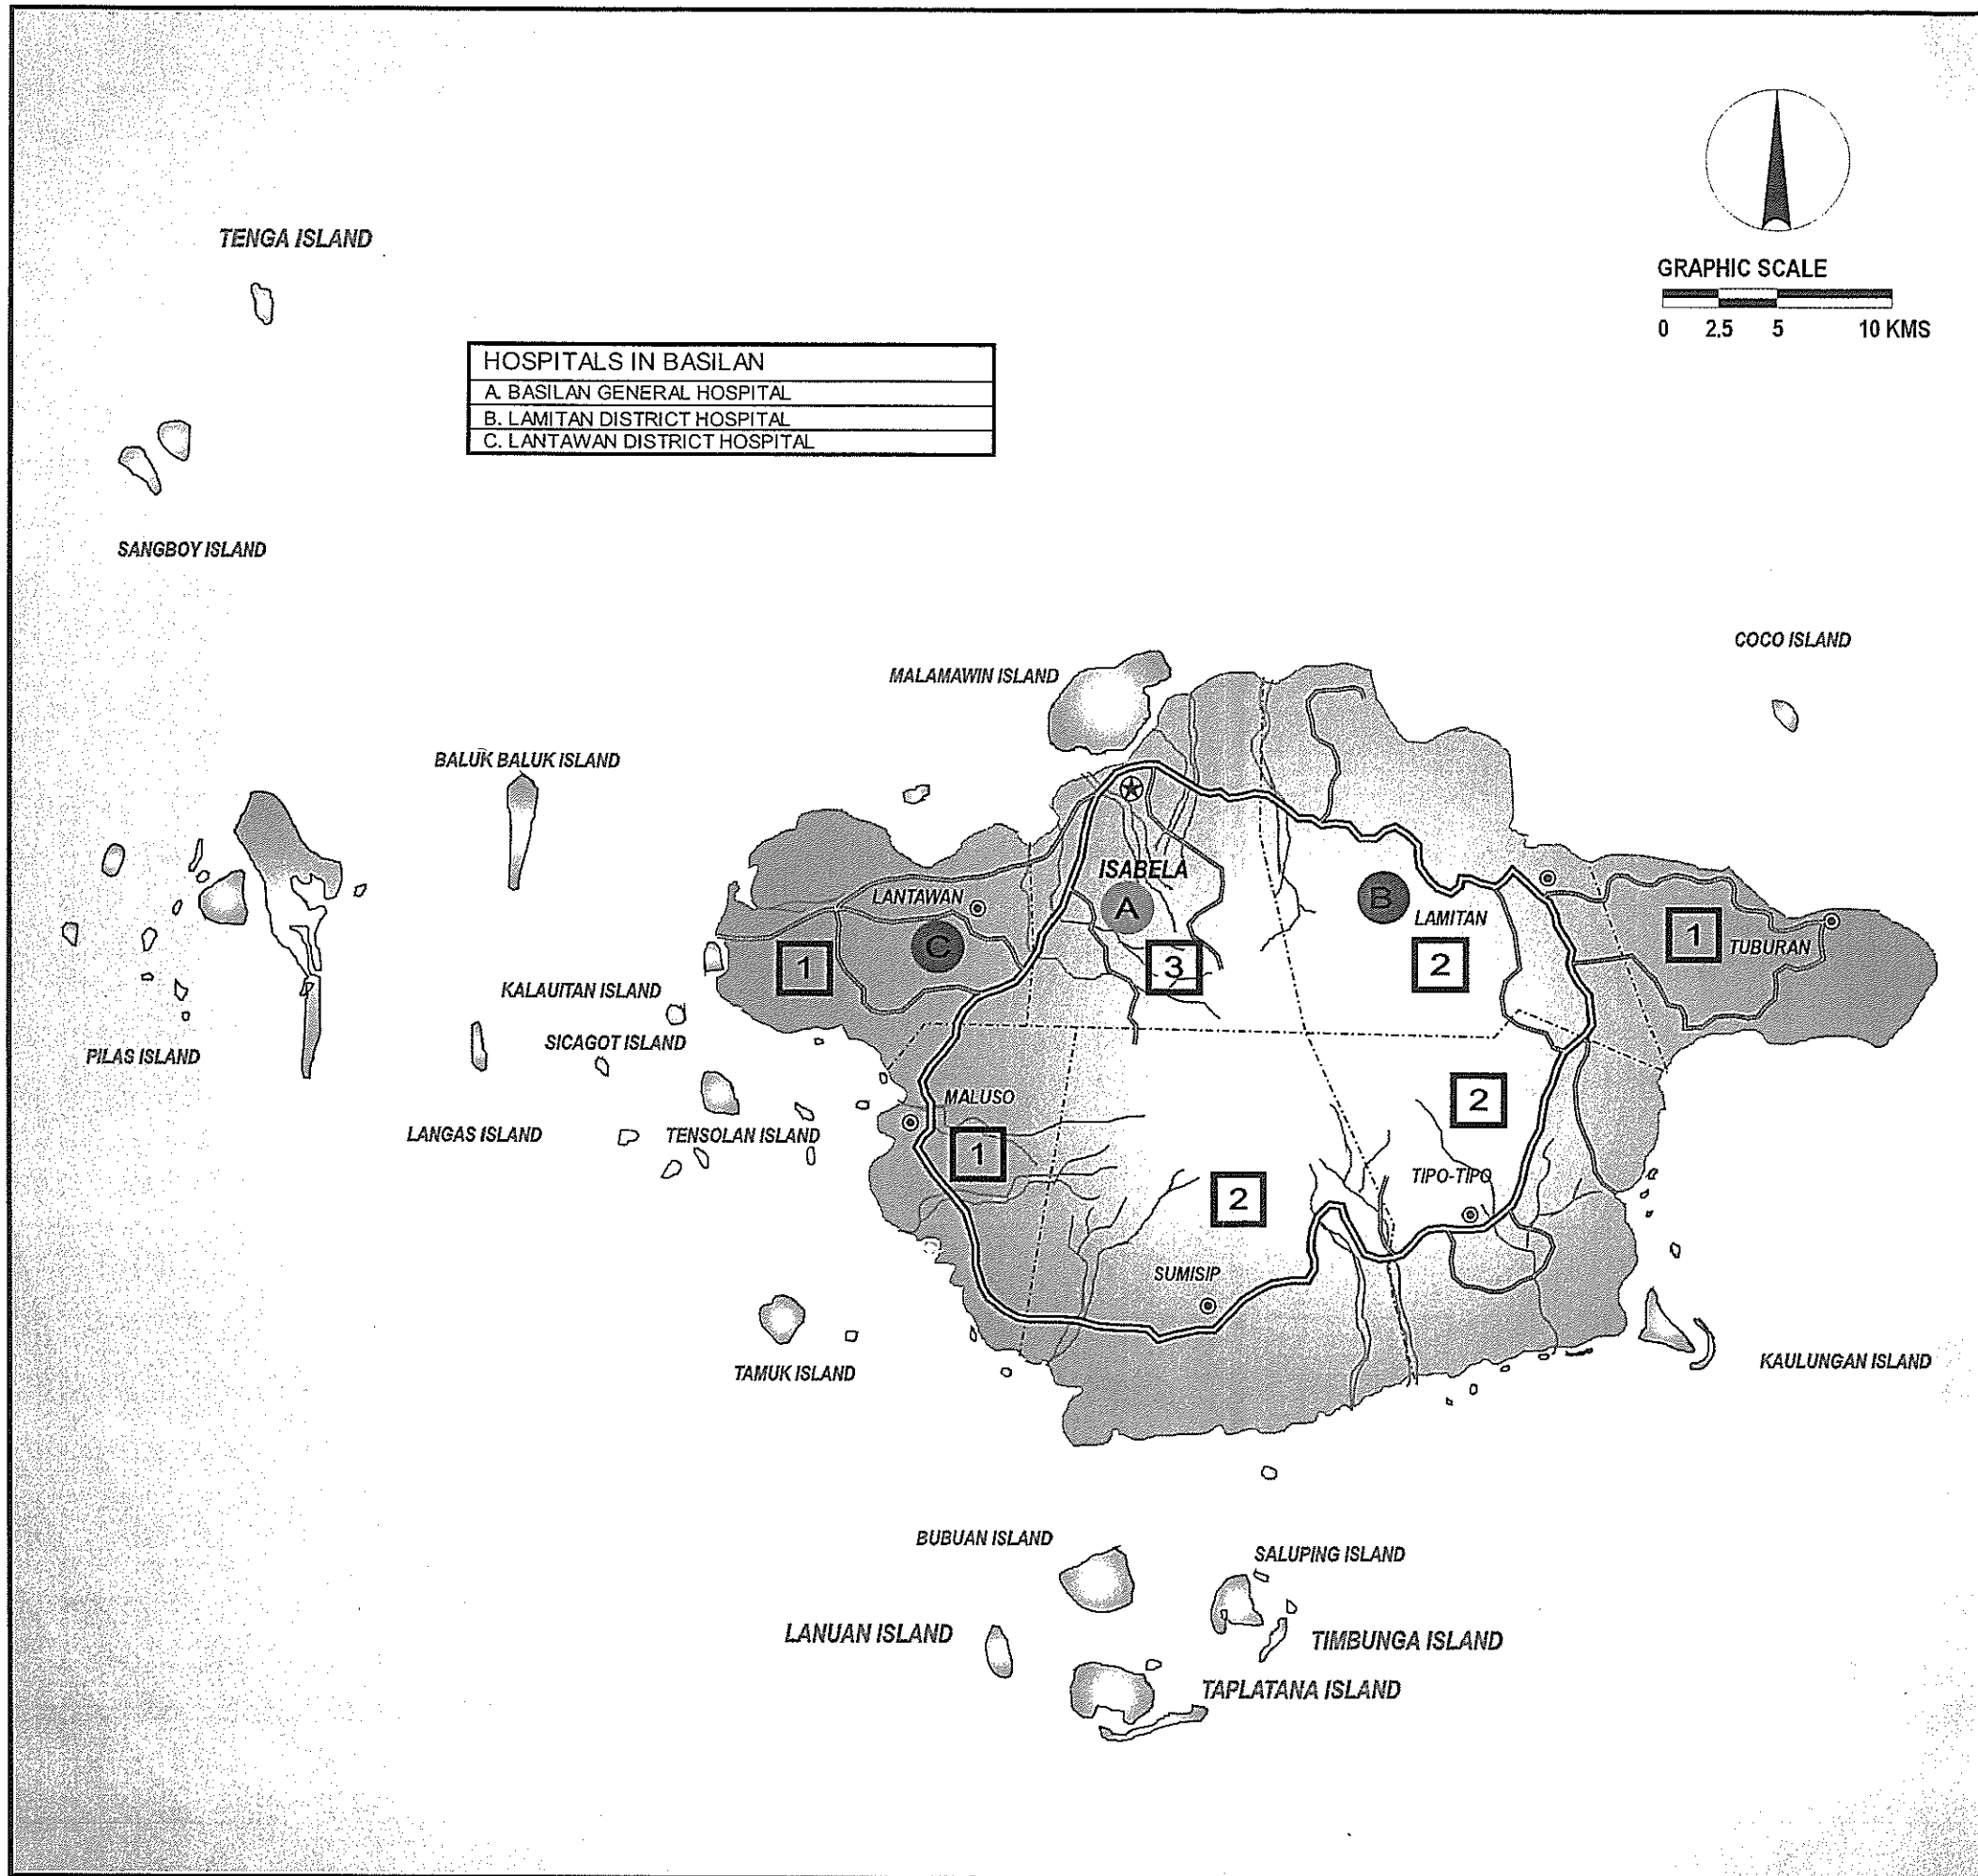 TENGA ISLAND
GRAPHIC SCALE
0 2.5 5 10 KMS
HOSPITALS IN BASILAN
A. BASILAN GENERAL HOSPITAL
B. LAMITAN DISTRICT HOSPITAL
C. LANTAWAN DISTRICT HOSPITAL
SANGBOY ISLAND
COCO ISLAND
MALAMAWIN ISLAND
BALUK BALUK ISLAND
ISABELA
LANTAWAN
A
B
LAMITAN
C
1
3
2
1
TUBURAN
KALAUITAN ISLAND
SICAGOT ISLAND
PILAS ISLAND
MALUSO
2
LANGAS ISLAND
TENSOLAN ISLAND
1
2
TIPO-TIPO
SUMISIP
TAMUK ISLAND
KAULUNGAN ISLAND
BUBUAN ISLAND
SALUPING ISLAND
LANUAN ISLAND
TIMBUNGA ISLAND
TAPLATANA ISLAND